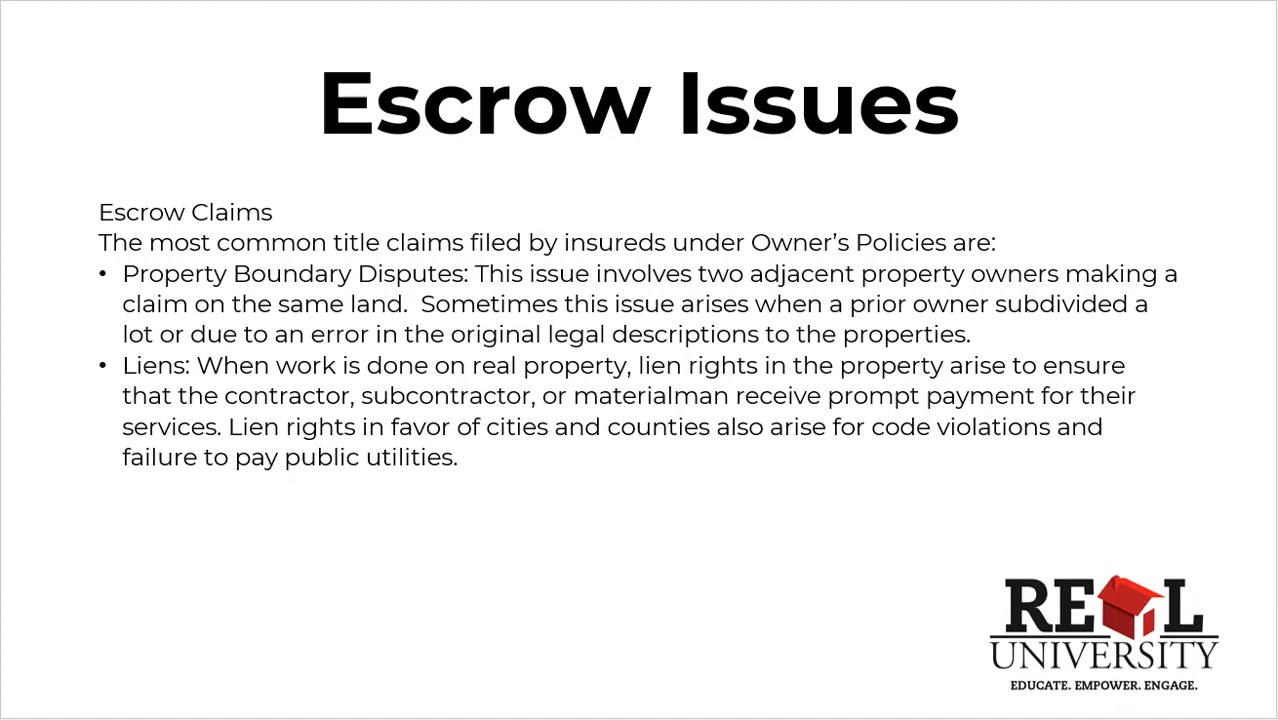 Escrow Issues
Escrow Claims
The most common title claims filed by insureds under Owner’s Policies are:
• Property Boundary Disputes: This issue involves two adjacent property owners making a
claim on the same land.  Sometimes this issue arises when a prior owner subdivided a
lot or due to an error in the original legal descriptions to the properties.
• Liens: When work is done on real property, lien rights in the property arise to ensure
that the contractor, subcontractor, or materialman receive prompt payment for their
services. Lien rights in favor of cities and counties also arise for code violations and
failure to pay public utilities.
REAL
UNIVERSITY
EDUCATE. EMPOWER. ENGAGE.